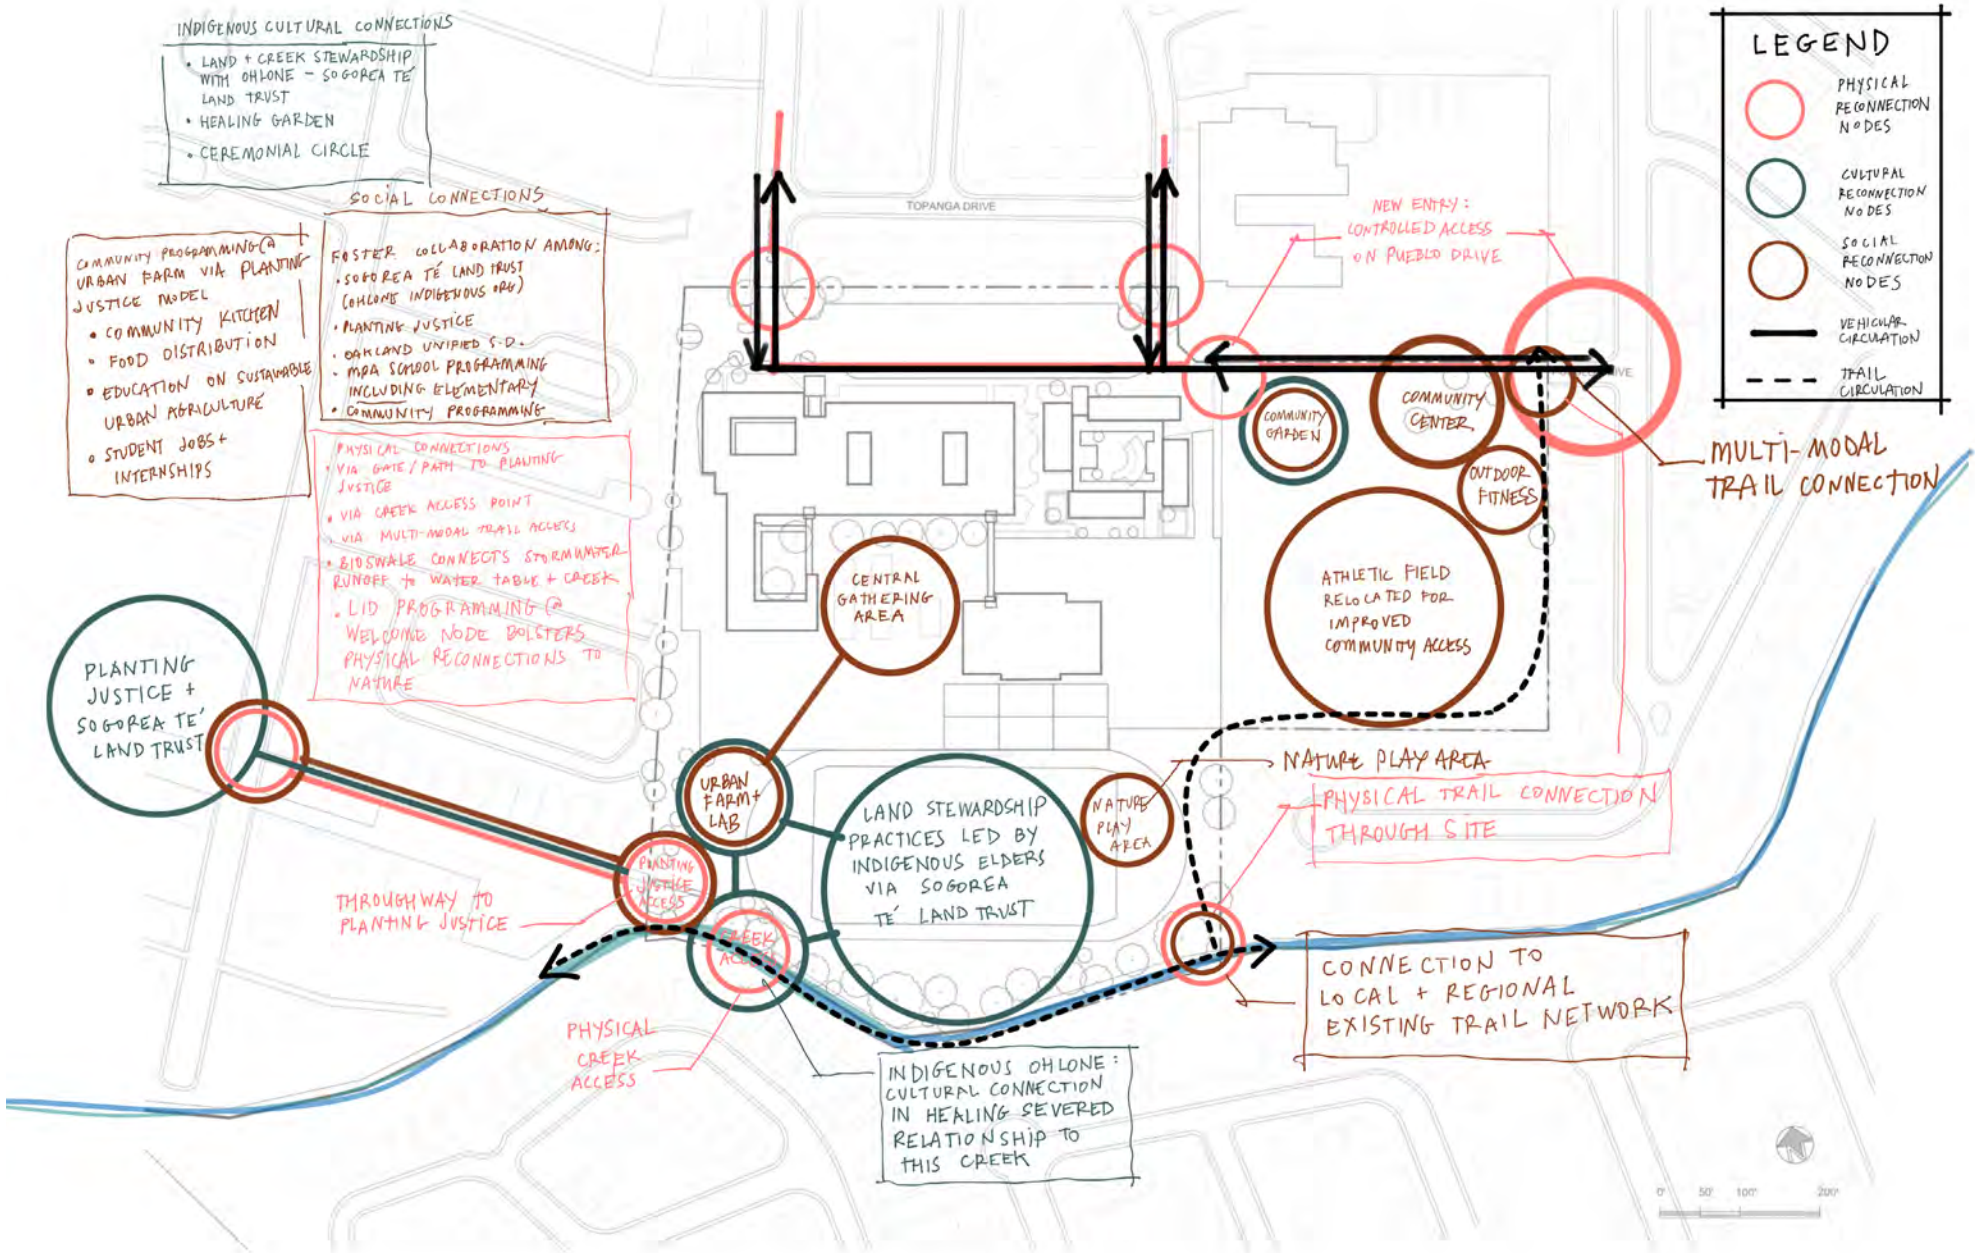 INDIGENOUS CULTURAL CONNECTIONS
• LAND + CREEK STEWARDSHIP
WITH OHLONE - SOGOREA TÉ
LAND TRUST
• HEALING GARDEN
• CEREMONIAL CIRCLE
SOCIAL CONNECTIONS
FOSTER COLLABORATION AMONG:
• SOGOREA TÉ LAND TRUST
(OHLONE INDIGENOUS ORG)
• PLANTING JUSTICE
• OAKLAND UNIFIED S.D.
• MPA SCHOOL PROGRAMMING
INCLUDING ELEMENTARY
• COMMUNITY PROGRAMMING
COMMUNITY PROGRAMMING @
URBAN FARM VIA PLANTING
JUSTICE MODEL
• COMMUNITY KITCHEN
• FOOD DISTRIBUTION
• EDUCATION ON SUSTAINABLE
URBAN AGRICULTURE
• STUDENT JOBS +
INTERNSHIPS
PHYSICAL CONNECTIONS
• VIA GATE / PATH TO PLANTING
JUSTICE
• VIA CREEK ACCESS POINT
• VIA MULTI-MODAL TRAIL ACCESS
• BIOSWALE CONNECTS STORMWATER
RUNOFF TO WATER TABLE + CREEK
• LID PROGRAMMING @
WELCOME NODE BOLSTERS
PHYSICAL RECONNECTIONS TO
NATURE
TOPANGA DRIVE
NEW ENTRY:
CONTROLLED ACCESS
ON PUEBLO DRIVE
LEGEND
PHYSICAL
RECONNECTION
NODES
CULTURAL
RECONNECTION
NODES
SOCIAL
RECONNECTION
NODES
VEHICULAR
CIRCULATION
TRAIL
CIRCULATION
DRIVE
COMMUNITY
GARDEN
COMMUNITY
CENTER
OUTDOOR
FITNESS
MULTI-MODAL
TRAIL CONNECTION
ATHLETIC FIELD
RELOCATED FOR
IMPROVED
COMMUNITY ACCESS
CENTRAL
GATHERING
AREA
PLANTING
JUSTICE +
SOGOREA TE'
LAND TRUST
URBAN
FARM +
LAB
LAND STEWARDSHIP
PRACTICES LED BY
INDIGENOUS ELDERS
VIA SOGOREA
TÉ LAND TRUST
NATURE
PLAY
AREA
NATURE PLAY AREA
PHYSICAL TRAIL CONNECTION
THROUGH SITE
PLANTING
JUSTICE
ACCESS
THROUGHWAY TO
PLANTING JUSTICE
CREEK
ACCESS
PHYSICAL
CREEK
ACCESS
CONNECTION TO
LOCAL + REGIONAL
EXISTING TRAIL NETWORK
INDIGENOUS OHLONE:
CULTURAL CONNECTION
IN HEALING SEVERED
RELATIONSHIP TO
THIS CREEK
0' 50' 100' 200'